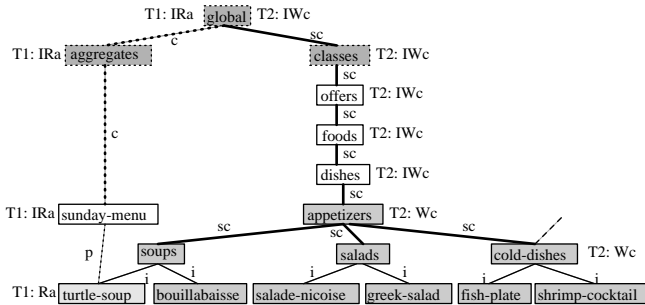 T1: IRa global T2: IWc
c sc
T1: IRa aggregates classes T2: IWc
sc
offers T2: IWc
c sc
foods T2: IWc
sc
dishes T2: IWc
sc
T1: IRa sunday-menu appetizers T2: Wc
sc sc sc
p soups salads cold-dishes T2: Wc
i i i i i i
T1: Ra turtle-soup bouillabaisse salade-nicoise greek-salad fish-plate shrimp-cocktail